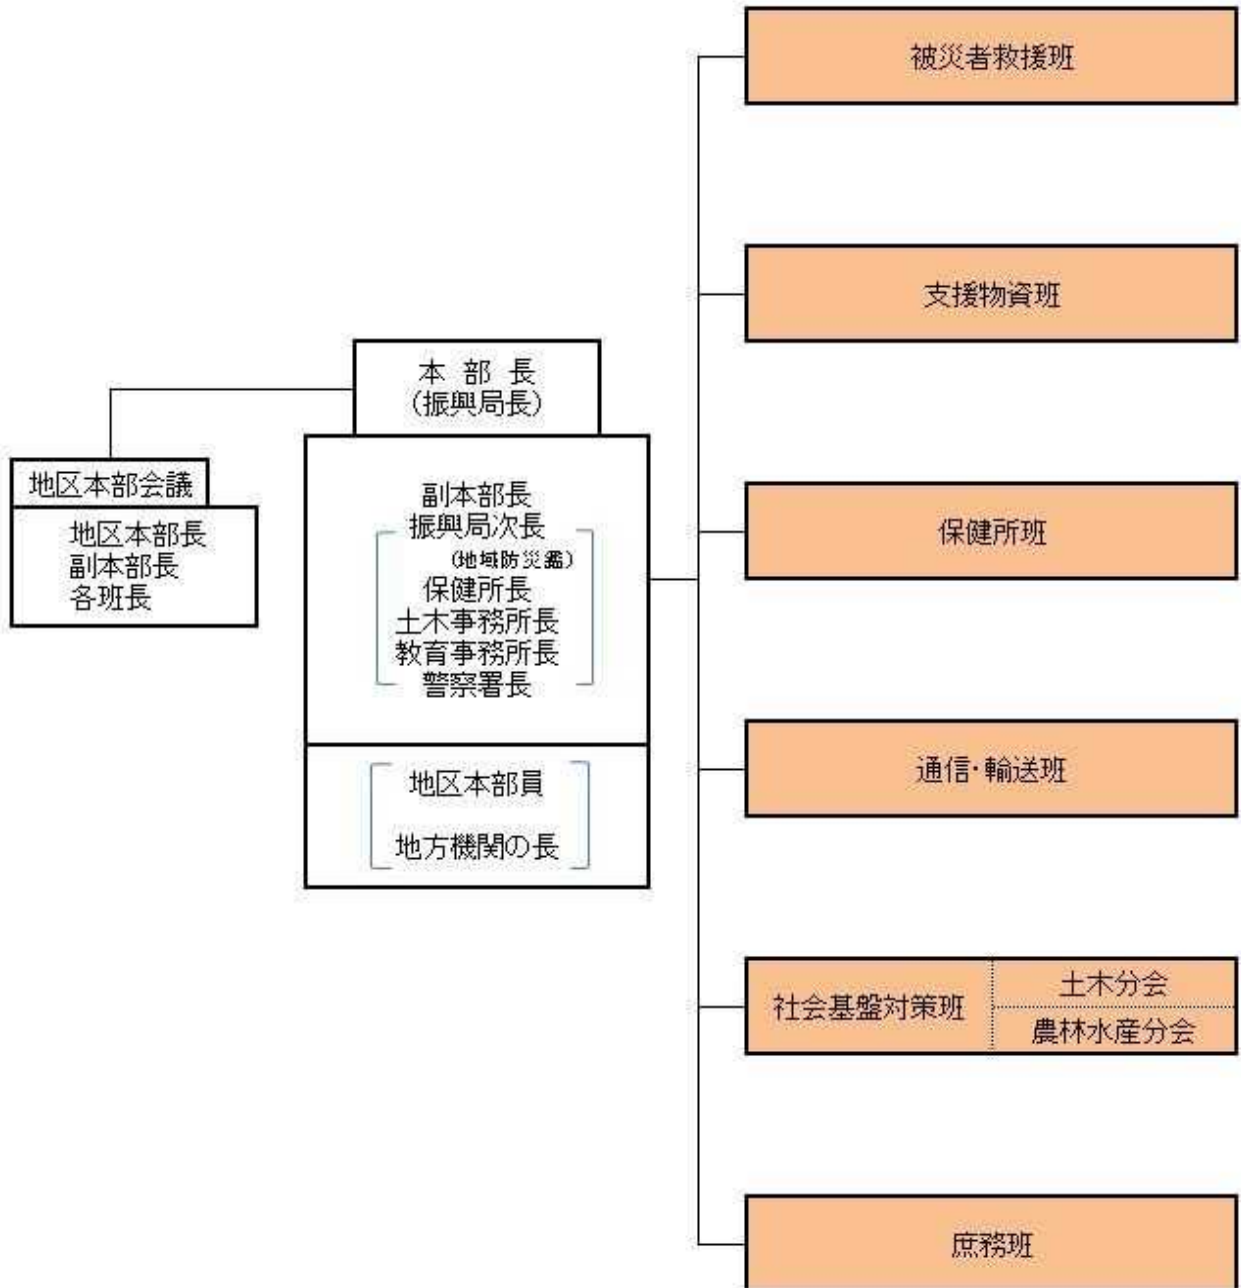 本部長
(振興局長)
地区本部会議
地区本部長
副本部長
各班長
副本部長
振興局次長
(地域防災監)
保健所長
土木事務所長
教育事務所長
警察署長
地区本部員
地方機関の長
被災者救援班
支援物資班
保健所班
通信・輸送班
社会基盤対策班
土木分会
農林水産分会
庶務班